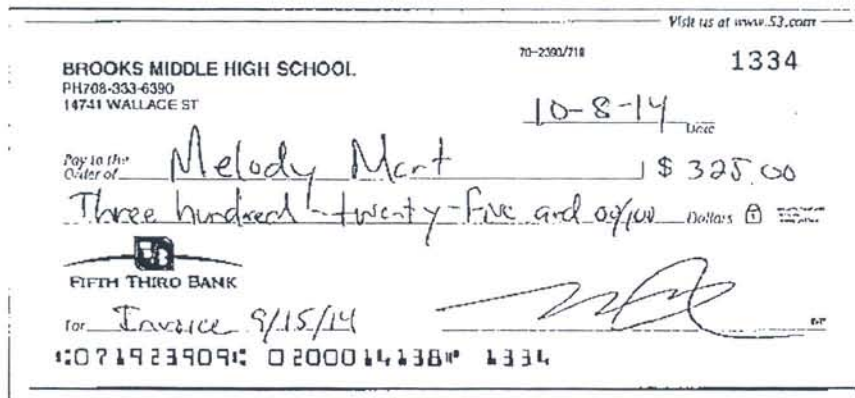 Visit us at www.53.com
70-2390/719 1334
BROOKS MIDDLE HIGH SCHOOL
PH708-333-6390
14741 WALLACE ST
10-8-14
Date
Pay to the Order of Melody Mart $ 325.00
Three hundred - twenty-five and 00/100 Dollars
FIFTH THIRD BANK
For Invoice 9/15/14
⑆071923909⑆ 0200014138⑈ 1334